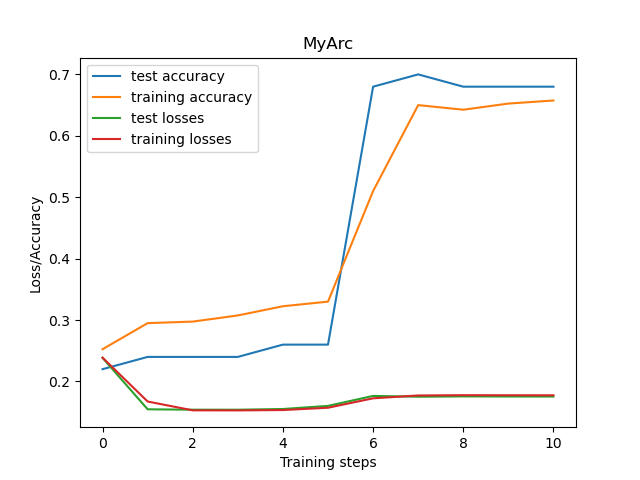 MyArc
test accuracy
training accuracy
test losses
training losses
0.7
0.6
0.5
0.4
0.3
0.2
Loss/Accuracy
0 2 4 6 8 10
Training steps